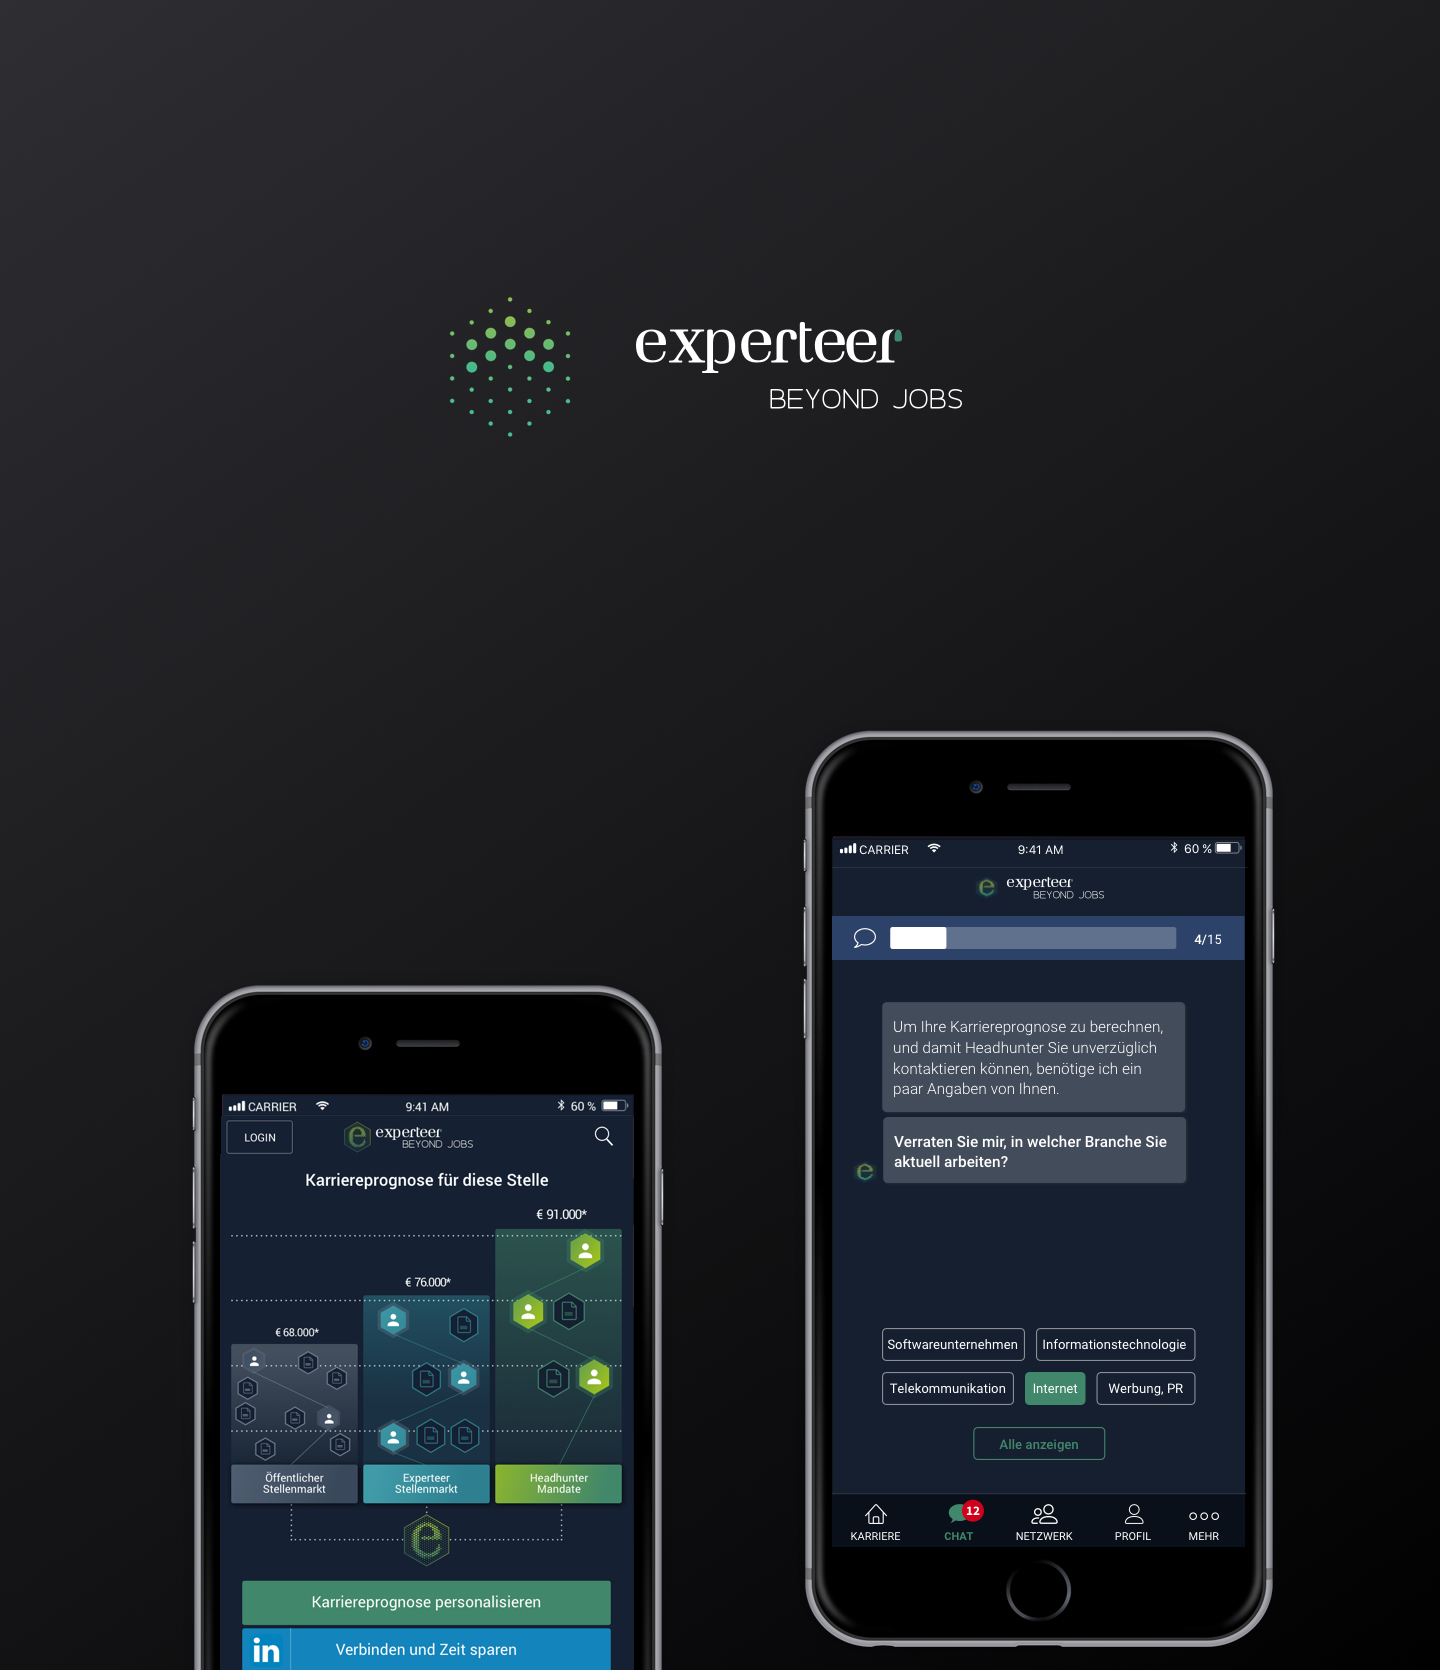 experteer
BEYOND JOBS
CARRIER
9:41 AM
60 %
experteer
BEYOND JOBS
4/15
Um Ihre Karriereprognose zu berechnen,
und damit Headhunter Sie unverzüglich
kontaktieren können, benötige ich ein
paar Angaben von Ihnen.
Verraten Sie mir, in welcher Branche Sie
aktuell arbeiten?
e
Softwareunternehmen
Informationstechnologie
Telekommunikation
Internet
Werbung, PR
Alle anzeigen
12
KARRIERE
CHAT
NETZWERK
PROFIL
MEHR
CARRIER
9:41 AM
60 %
LOGIN
e
experteer
BEYOND JOBS
Karriereprognose für diese Stelle
€ 91.000*
€ 76.000*
€ 68.000*
Öffentlicher
Stellenmarkt
Experteer
Stellenmarkt
Headhunter
Mandate
e
Karriereprognose personalisieren
in
Verbinden und Zeit sparen